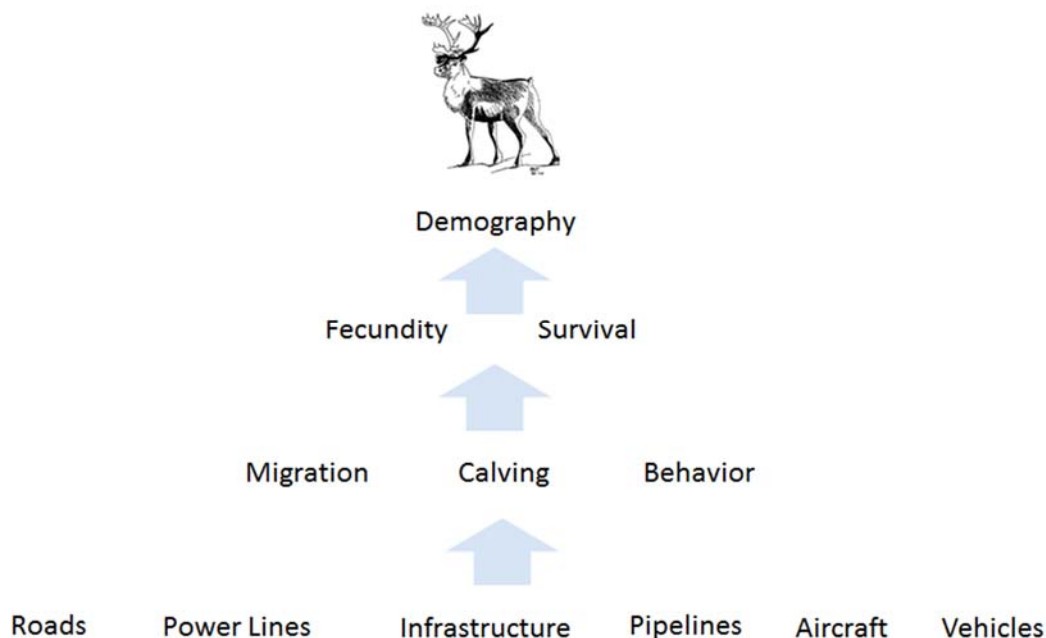 Demography
Fecundity Survival
Migration Calving Behavior
Roads Power Lines Infrastructure Pipelines Aircraft Vehicles